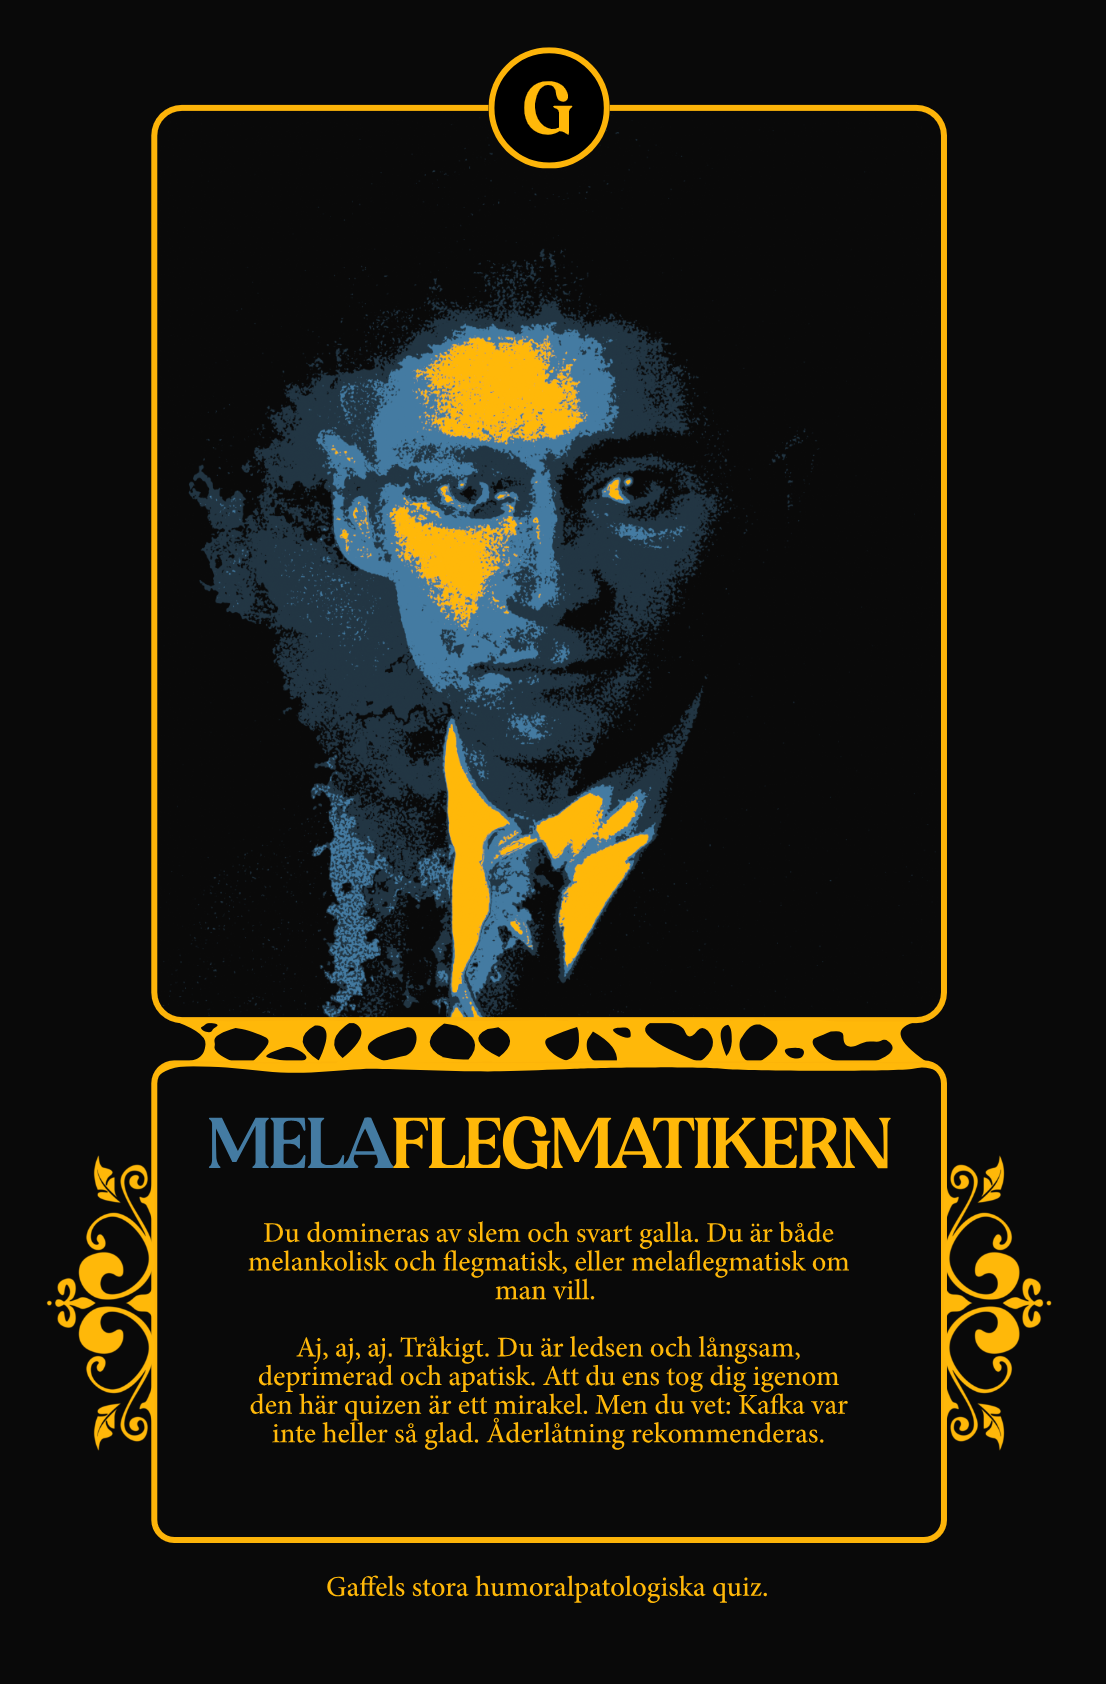 G
MELAFLEGMATIKERN
Du domineras av slem och svart galla. Du är både
melankolisk och flegmatisk, eller melaflegmatisk om
man vill.
Aj, aj, aj. Tråkigt. Du är ledsen och långsam,
deprimerad och apatisk. Att du ens tog dig igenom
den här quizen är ett mirakel. Men du vet: Kafka var
inte heller så glad. Åderlåtning rekommenderas.
Gaffels stora humoralpatologiska quiz.